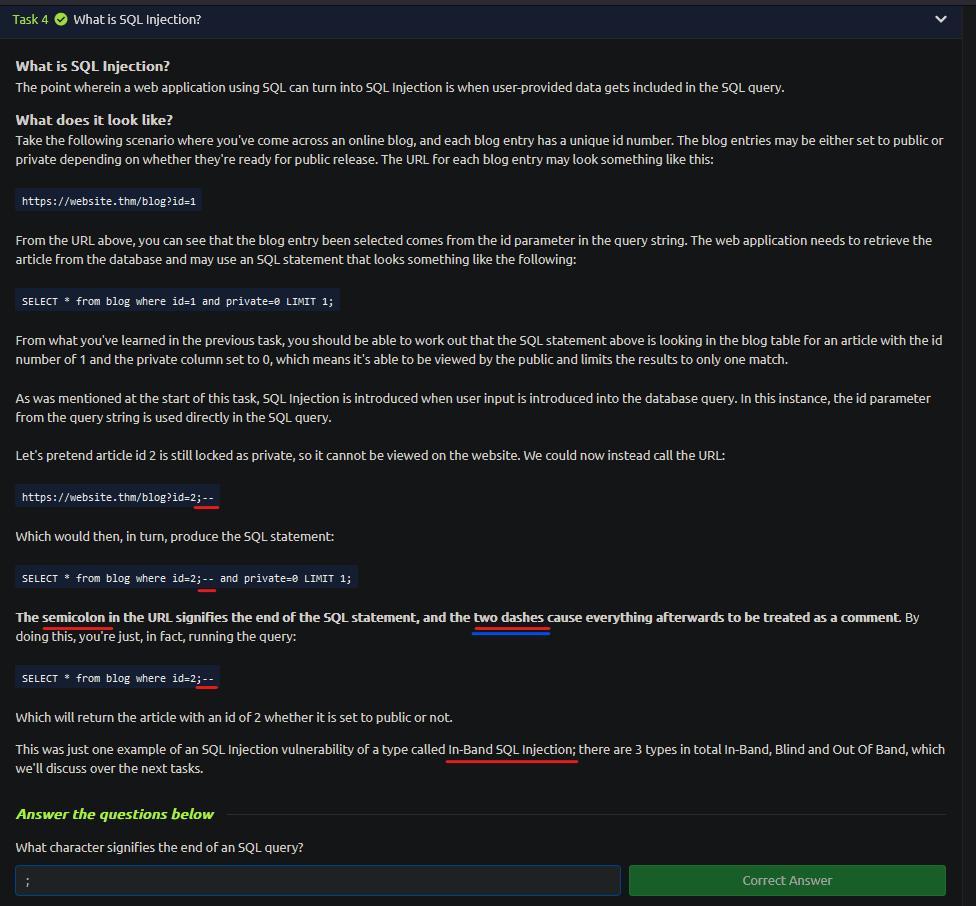 Task 4 What is SQL Injection?
What is SQL Injection?
The point wherein a web application using SQL can turn into SQL Injection is when user-provided data gets included in the SQL query.
What does it look like?
Take the following scenario where you've come across an online blog, and each blog entry has a unique id number. The blog entries may be either set to public or
private depending on whether they're ready for public release. The URL for each blog entry may look something like this:
https://website.thm/blog?id=1
From the URL above, you can see that the blog entry been selected comes from the id parameter in the query string. The web application needs to retrieve the
article from the database and may use an SQL statement that looks something like the following:
SELECT * from blog where id=1 and private=0 LIMIT 1;
From what you've learned in the previous task, you should be able to work out that the SQL statement above is looking in the blog table for an article with the id
number of 1 and the private column set to 0, which means it's able to be viewed by the public and limits the results to only one match.
As was mentioned at the start of this task, SQL Injection is introduced when user input is introduced into the database query. In this instance, the id parameter
from the query string is used directly in the SQL query.
Let's pretend article id 2 is still locked as private, so it cannot be viewed on the website. We could now instead call the URL:
https://website.thm/blog?id=2;--
Which would then, in turn, produce the SQL statement:
SELECT * from blog where id=2;-- and private=0 LIMIT 1;
The semicolon in the URL signifies the end of the SQL statement, and the two dashes cause everything afterwards to be treated as a comment. By
doing this, you're just, in fact, running the query:
SELECT * from blog where id=2;--
Which will return the article with an id of 2 whether it is set to public or not.
This was just one example of an SQL Injection vulnerability of a type called In-Band SQL Injection; there are 3 types in total In-Band, Blind and Out Of Band, which
we'll discuss over the next tasks.
Answer the questions below
What character signifies the end of an SQL query?
;
Correct Answer